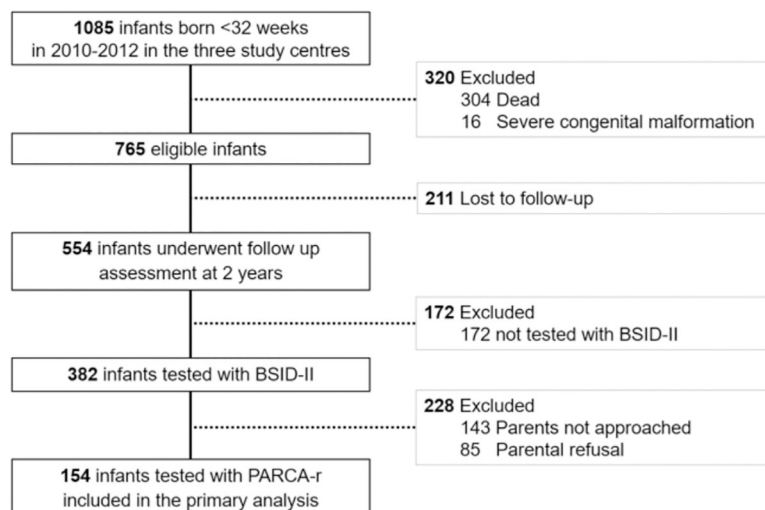 1085 infants born <32 weeks
in 2010-2012 in the three study centres
320 Excluded
304 Dead
16 Severe congenital malformation
765 eligible infants
211 Lost to follow-up
554 infants underwent follow up
assessment at 2 years
172 Excluded
172 not tested with BSID-II
382 infants tested with BSID-II
228 Excluded
143 Parents not approached
85 Parental refusal
154 infants tested with PARCA-r
included in the primary analysis